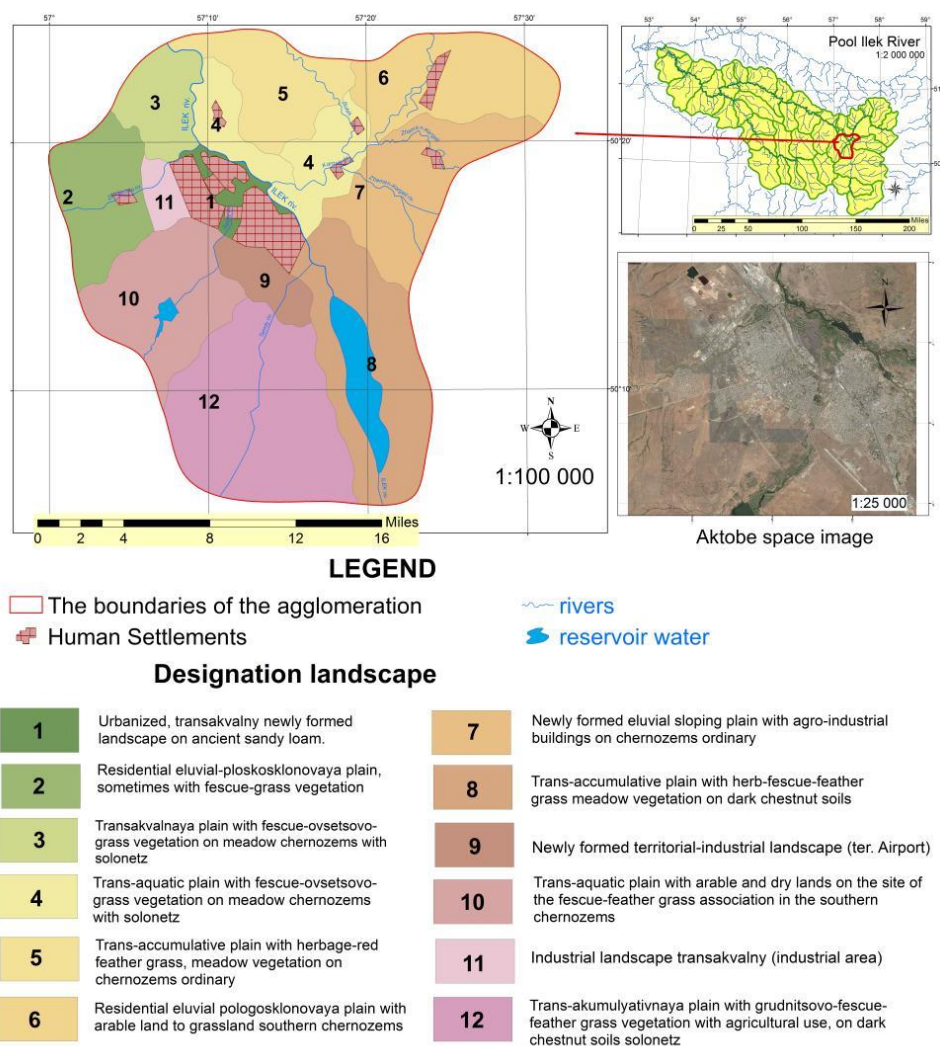 57°
57°10'
57°20'
57°30'
3
5
6
4
ILEK riv.
4
50°20'
2
11
1
ILEK riv.
7
10
9
8
50°10'
12
N
W
E
S
1:100 000
Miles
0 2 4 8 12 16
53° 54° 55° 56° 57° 58° 59°
Pool Ilek River
1:2 000 000
Miles
0 25 50 100 150 200
1:25 000
Aktobe space image
LEGEND
The boundaries of the agglomeration
rivers
Human Settlements
reservoir water
Designation landscape
1
Urbanized, transakvalny newly formed
landscape on ancient sandy loam.
2
Residential eluvial-ploskosklonovaya plain,
sometimes with fescue-grass vegetation
3
Transakvalnaya plain with fescue-ovsetsovo-
grass vegetation on meadow chernozems with
solonetz
4
Trans-aquatic plain with fescue-ovsetsovo-
grass vegetation on meadow chernozems
with solonetz
5
Trans-accumulative plain with herbage-red
feather grass, meadow vegetation on
chernozems ordinary
6
Residential eluvial pologosklonovaya plain with
arable land to grassland southern chernozems
7
Newly formed eluvial sloping plain with agro-industrial
buildings on chernozems ordinary
8
Trans-accumulative plain with herb-fescue-feather
grass meadow vegetation on dark chestnut soils
9
Newly formed territorial-industrial landscape (ter. Airport)
10
Trans-aquatic plain with arable and dry lands on the site of
the fescue-feather grass association in the southern
chernozems
11
Industrial landscape transakvalny (industrial area)
12
Trans-akumulyativnaya plain with grudnitsovo-fescue-
feather grass vegetation with agricultural use, on dark
chestnut soils solonetz